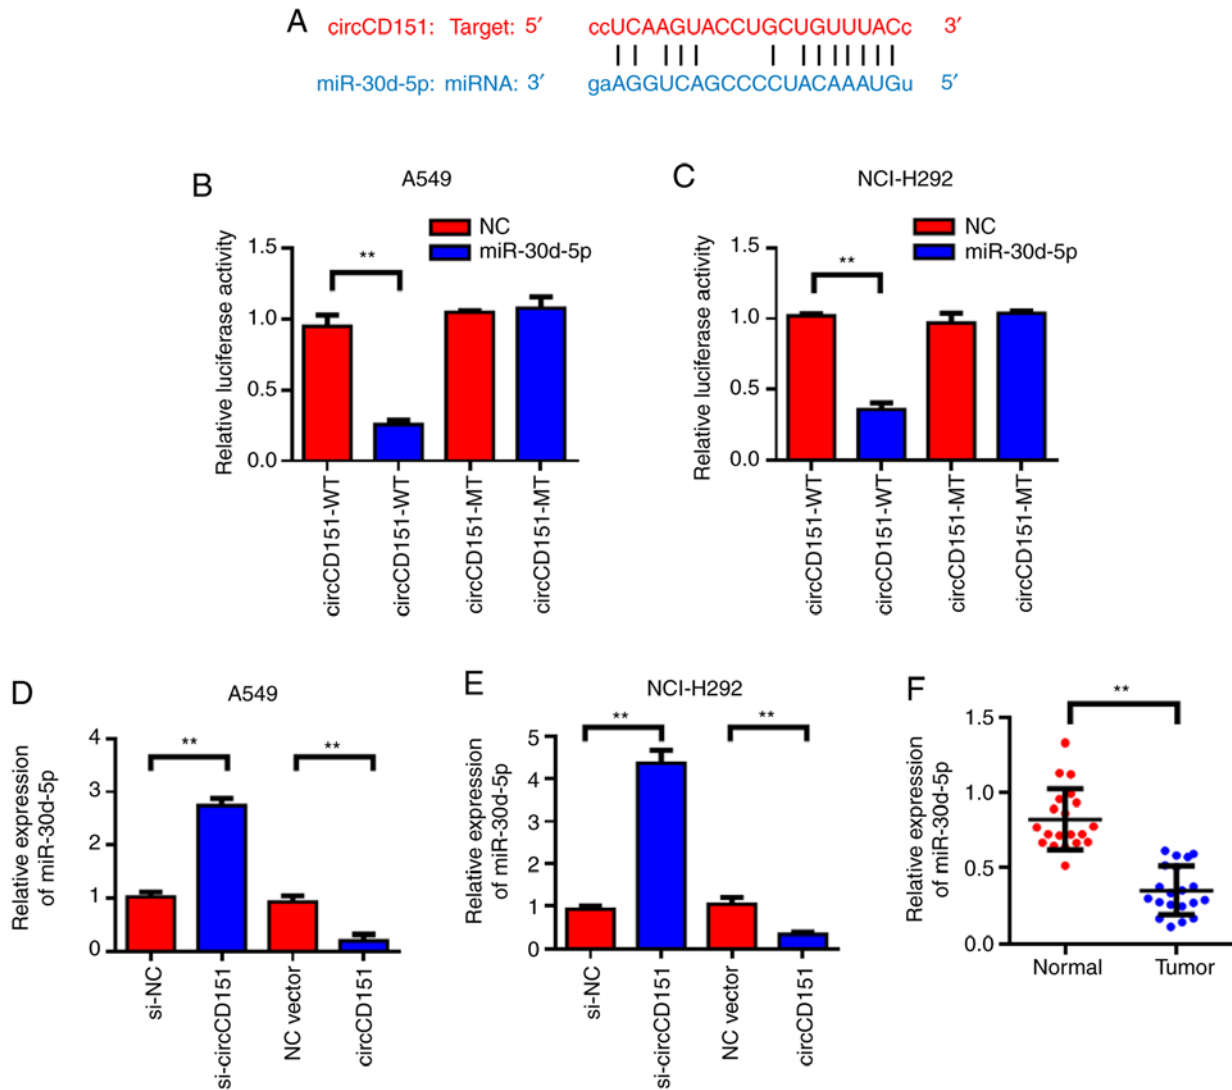 A
circCD151: Target: 5′ ccUCAAGUACCUGCUGUUUACc 3′
miR-30d-5p: miRNA: 3′ gaAGGUCAGCCCCUACAAAUGu 5′
B
A549
NC
miR-30d-5p
Relative luciferase activity
1.5
1.0
0.5
0.0
**
circCD151-WT
circCD151-WT
circCD151-MT
circCD151-MT
C
NCI-H292
NC
miR-30d-5p
Relative luciferase activity
1.5
1.0
0.5
0.0
**
circCD151-WT
circCD151-WT
circCD151-MT
circCD151-MT
D
A549
Relative expression
of miR-30d-5p
4
3
2
1
0
**
**
si-NC
si-circCD151
NC vector
circCD151
E
NCI-H292
Relative expression
of miR-30d-5p
5
4
3
2
1
0
**
**
si-NC
si-circCD151
NC vector
circCD151
F
Relative expression
of miR-30d-5p
1.5
1.0
0.5
0.0
**
Normal
Tumor